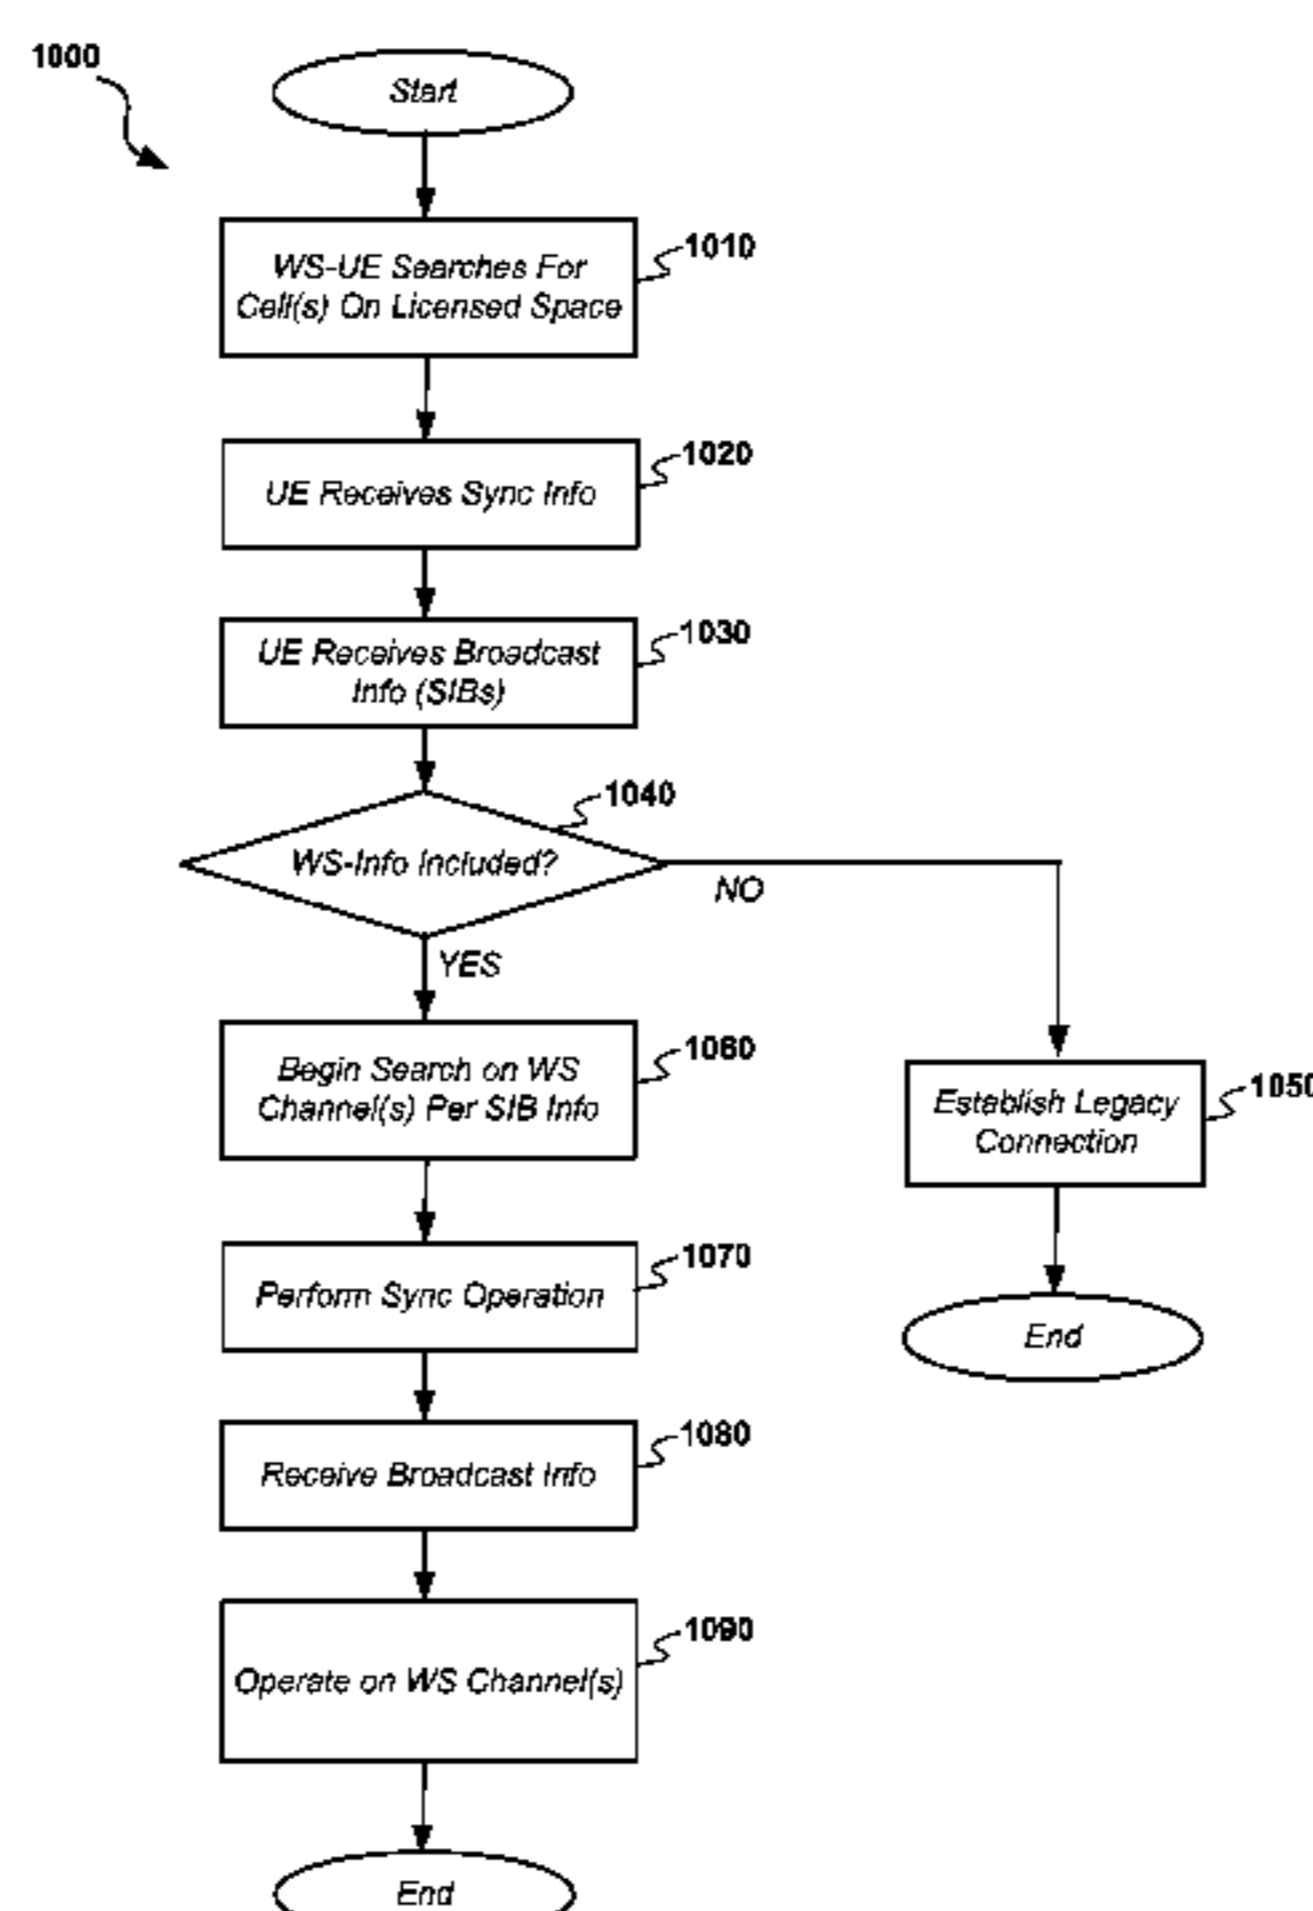 1000
Start
WS-UE Searches For
Cell(s) On Licensed Space
1010
UE Receives Sync Info
1020
UE Receives Broadcast
Info (SIBs)
1030
WS-Info Included?
1040
NO
YES
Begin Search on WS
Channel(s) Per SIB Info
1060
Establish Legacy
Connection
1050
Perform Sync Operation
1070
End
Receive Broadcast Info
1080
Operate on WS Channel(s)
1090
End